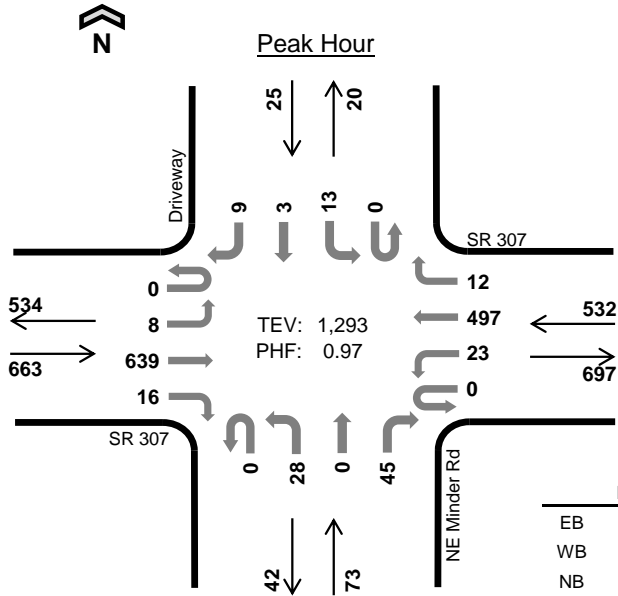 N
Peak Hour
25
20
Driveway
9
3
13
0
SR 307
0
12
534
8
TEV: 1,293
497
532
663
639
PHF: 0.97
23
697
16
0
SR 307
0
28
0
45
NE Minder Rd
EB
WB
NB
42
73